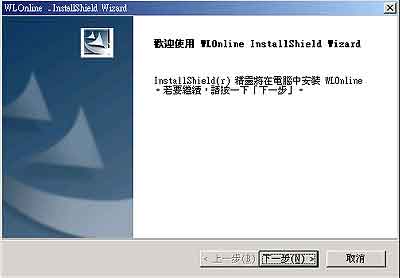 WLOnline - InstallShield Wizard
歡迎使用 WLOnline InstallShield Wizard
InstallShield(r) 精靈將在電腦中安裝 WLOnline
。若要繼續，請按一下「下一步」。
< 上一步(B)
下一步(N) >
取消